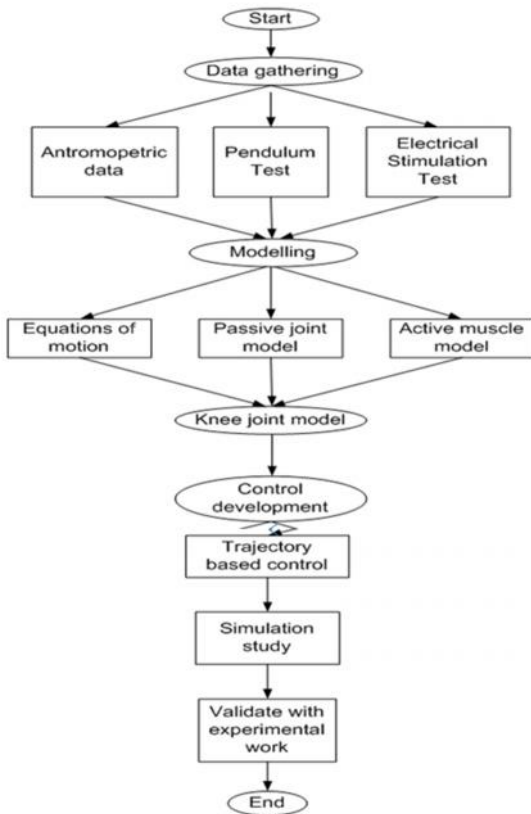 Start
Data gathering
Antromopetric
data
Pendulum
Test
Electrical
Stimulation
Test
Modelling
Equations of
motion
Passive joint
model
Active muscle
model
Knee joint model
Control
development
Trajectory
based control
Simulation
study
Validate with
experimental
work
End